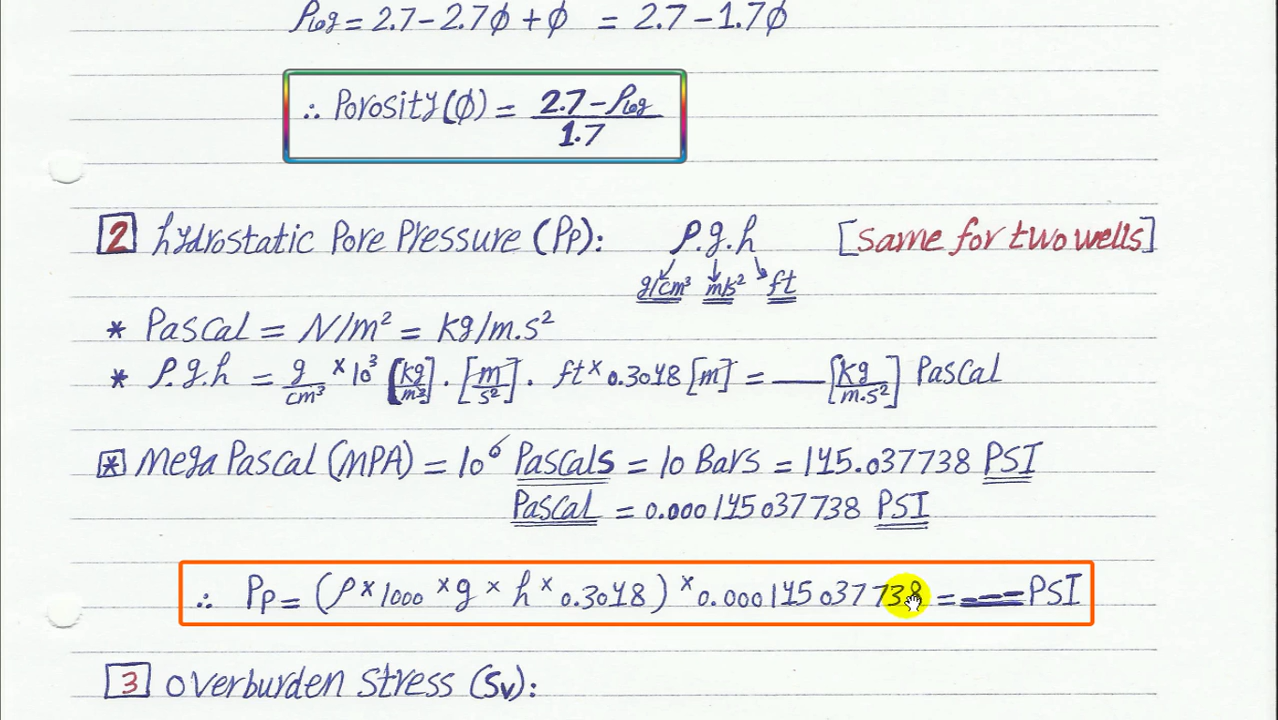 ρlog = 2.7 - 2.7φ + φ = 2.7 - 1.7φ
∴ Porosity (φ) = 2.7 - ρlog / 1.7
2 hydrostatic Pore Pressure (Pp): ρ.g.h [same for two wells]
g/cm³ m/s² ft
* Pascal = N/m² = Kg/m.s²
* ρ.g.h = g/cm³ × 10³ [kg/m³] . [m/s²] . ft × 0.3048 [m] = ___ [Kg/m.s²] Pascal
* Mega Pascal (MPA) = 10⁶ Pascals = 10 Bars = 145.037738 PSI
Pascal = 0.000145037738 PSI
∴ Pp = (ρ × 1000 × g × h × 0.3048) × 0.000145037738 = ___ PSI
3 overburden stress (Sv):